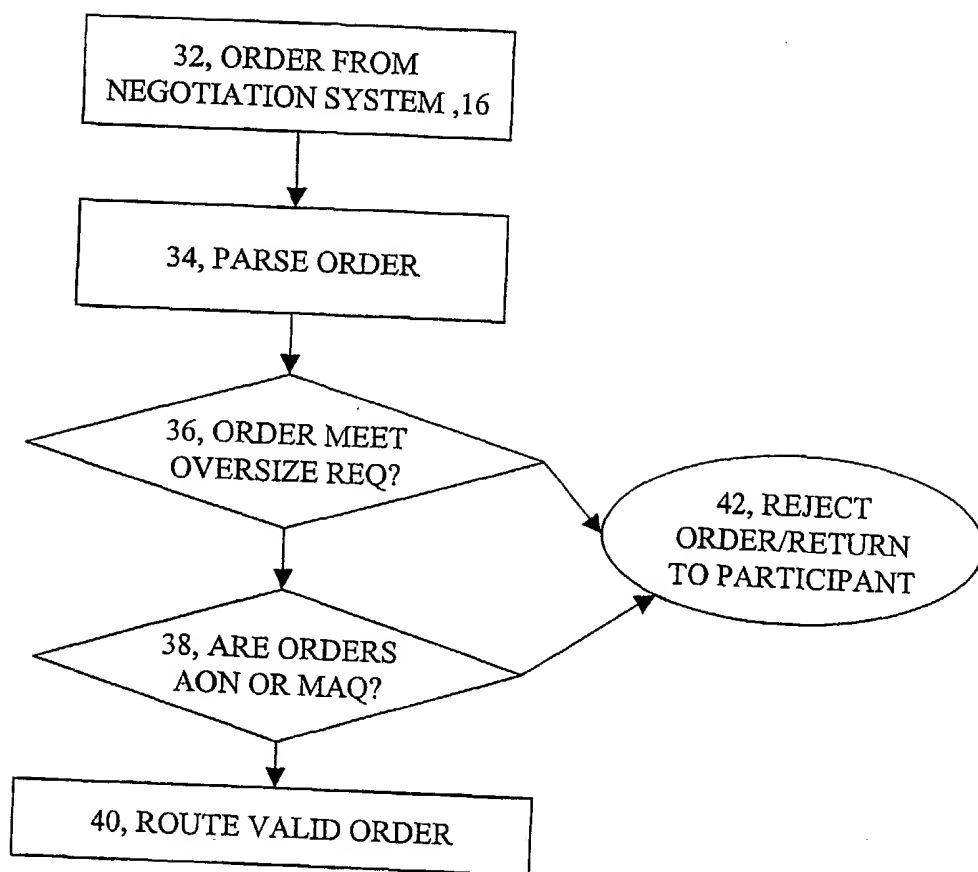 32, ORDER FROM
NEGOTIATION SYSTEM ,16
34, PARSE ORDER
36, ORDER MEET
OVERSIZE REQ?
42, REJECT
ORDER/RETURN
TO PARTICIPANT
38, ARE ORDERS
AON OR MAQ?
40, ROUTE VALID ORDER